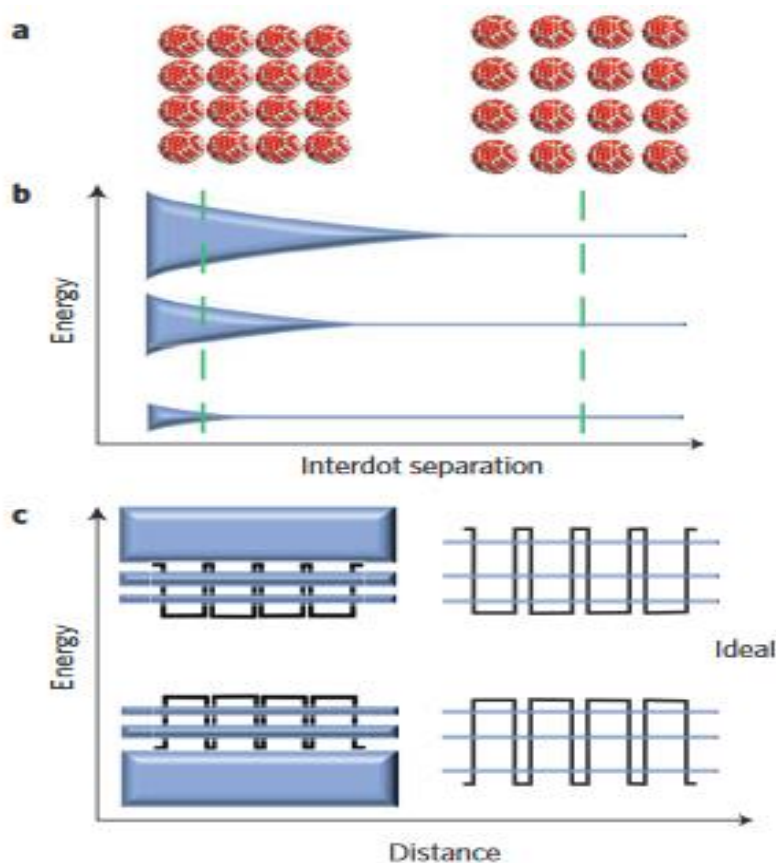 a
b
Energy
Interdot separation
c
Energy
Ideal
Distance